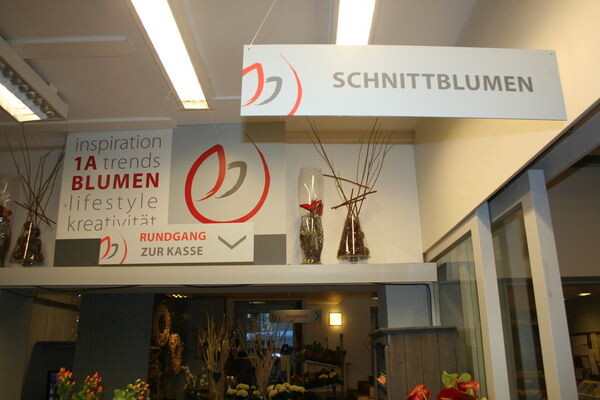 SCHNITTBLUMEN
inspiration
1A trends
BLUMEN
lifestyle
kreativität
RUNDGANG
ZUR KASSE